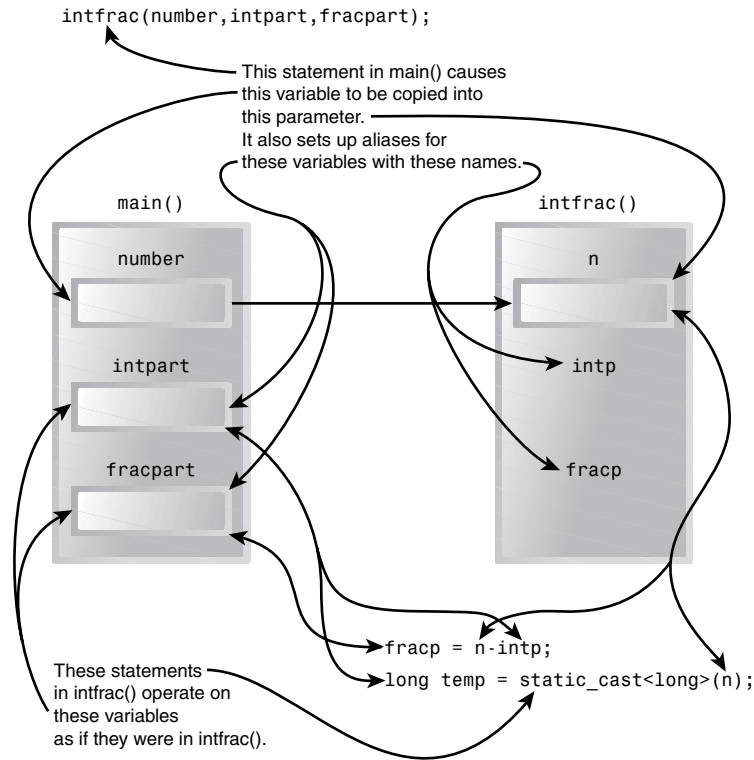 intfrac(number,intpart,fracpart);
This statement in main() causes
this variable to be copied into
this parameter.
It also sets up aliases for
these variables with these names.
main()
intfrac()
number
n
intpart
intp
fracpart
fracp
fracp = n-intp;
long temp = static_cast<long>(n);
These statements
in intfrac() operate on
these variables
as if they were in intfrac().